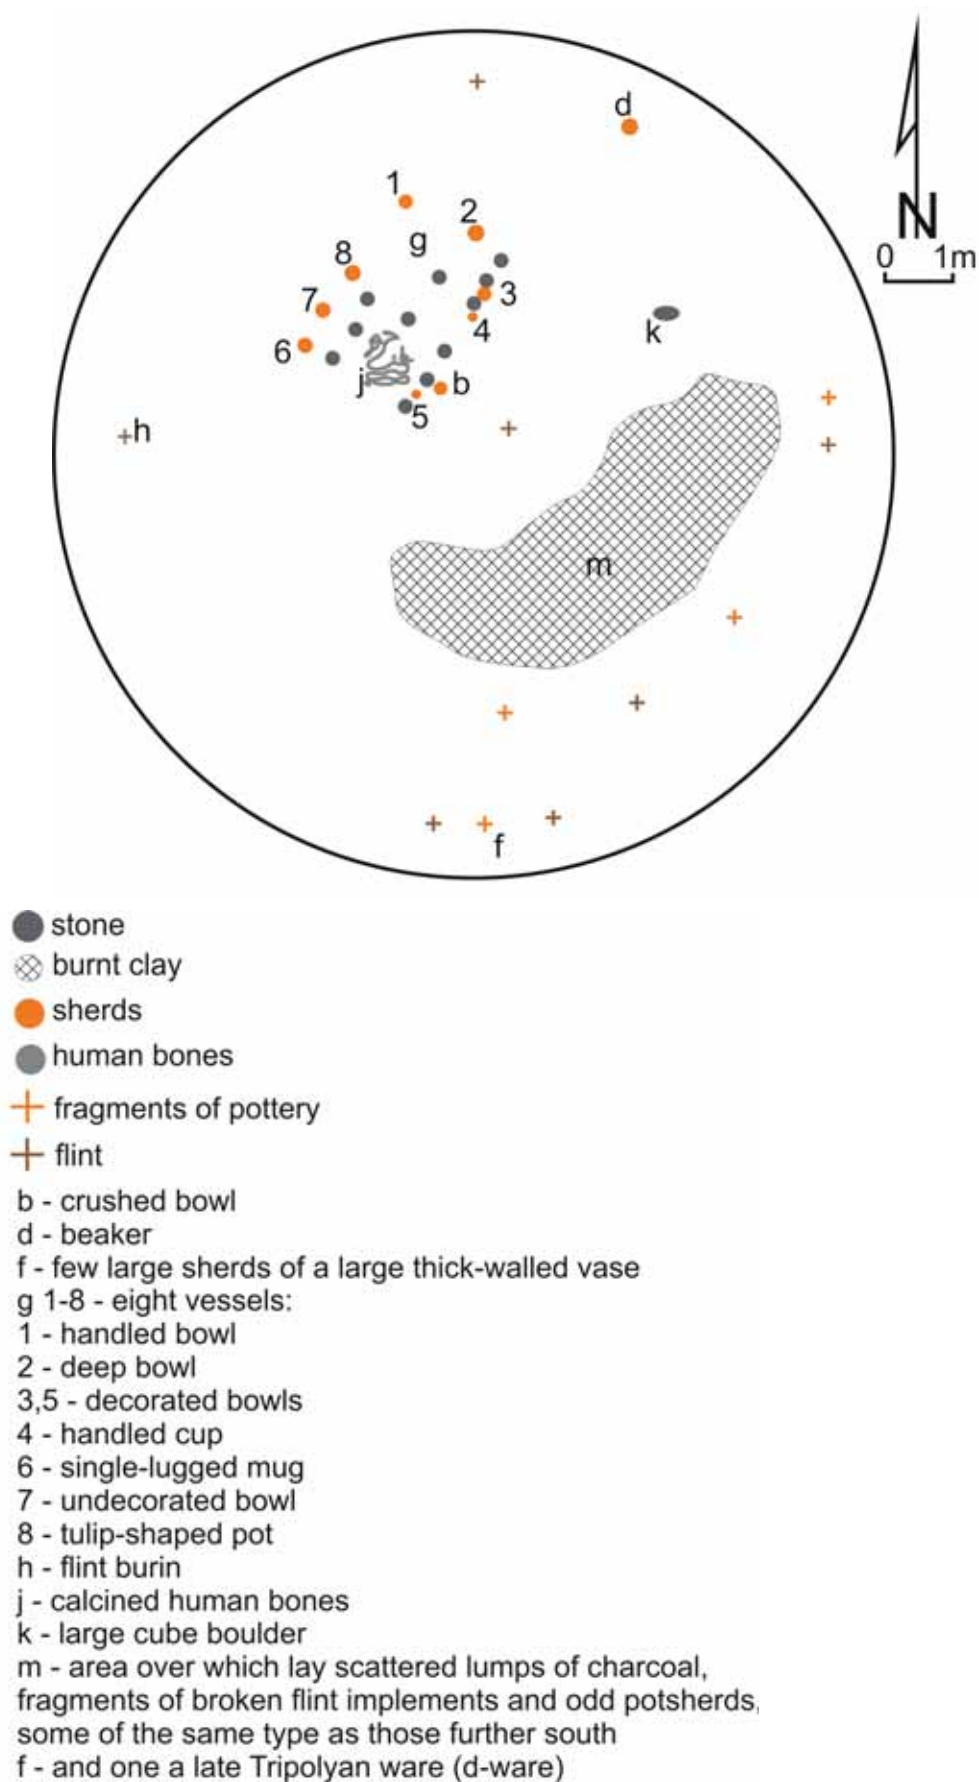 d
1
2
g
N
8
0 1m
7
3
4
k
6
j
b
5
h
m
f
stone
burnt clay
sherds
human bones
fragments of pottery
flint
b - crushed bowl
d - beaker
f - few large sherds of a large thick-walled vase
g 1-8 - eight vessels:
1 - handled bowl
2 - deep bowl
3,5 - decorated bowls
4 - handled cup
6 - single-lugged mug
7 - undecorated bowl
8 - tulip-shaped pot
h - flint burin
j - calcined human bones
k - large cube boulder
m - area over which lay scattered lumps of charcoal,
fragments of broken flint implements and odd potsherds,
some of the same type as those further south
f - and one a late Tripolyan ware (d-ware)